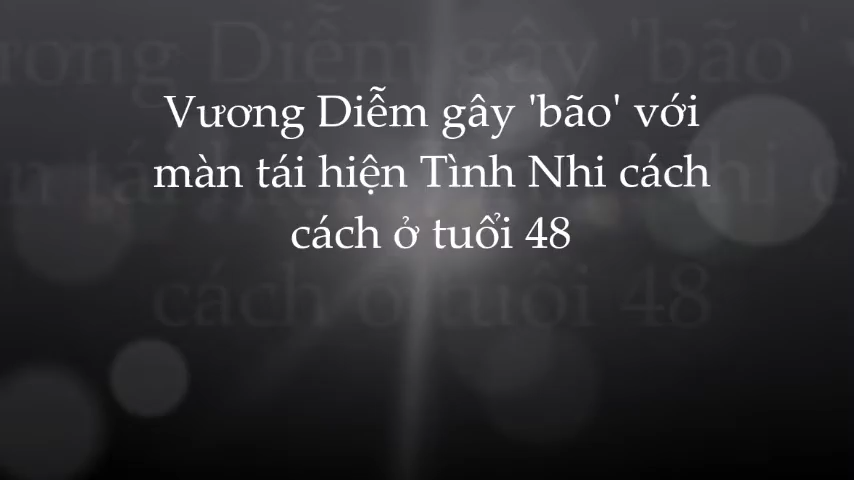 Vương Diễm gây 'bão' với
màn tái hiện Tình Nhi cách
cách ở tuổi 48